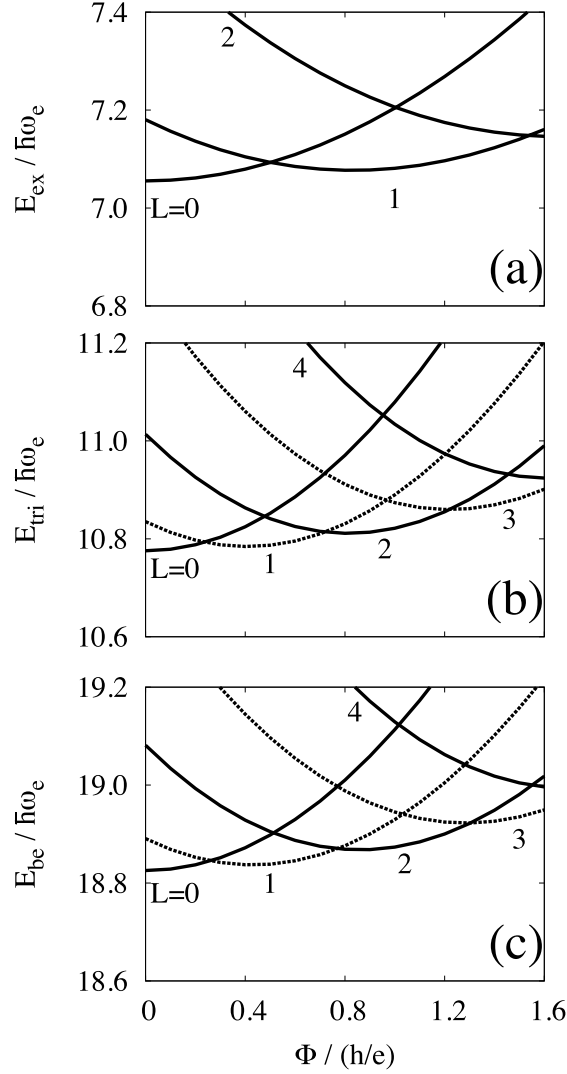 7.4
2
7.2
E_ex / ħω_e
7.0
L=0
1
(a)
6.8
11.2
4
11.0
E_tri / ħω_e
10.8
L=0
1
2
3
(b)
10.6
19.2
4
19.0
E_be / ħω_e
18.8
L=0
1
2
3
(c)
18.6
0 0.4 0.8 1.2 1.6
Φ / (h/e)